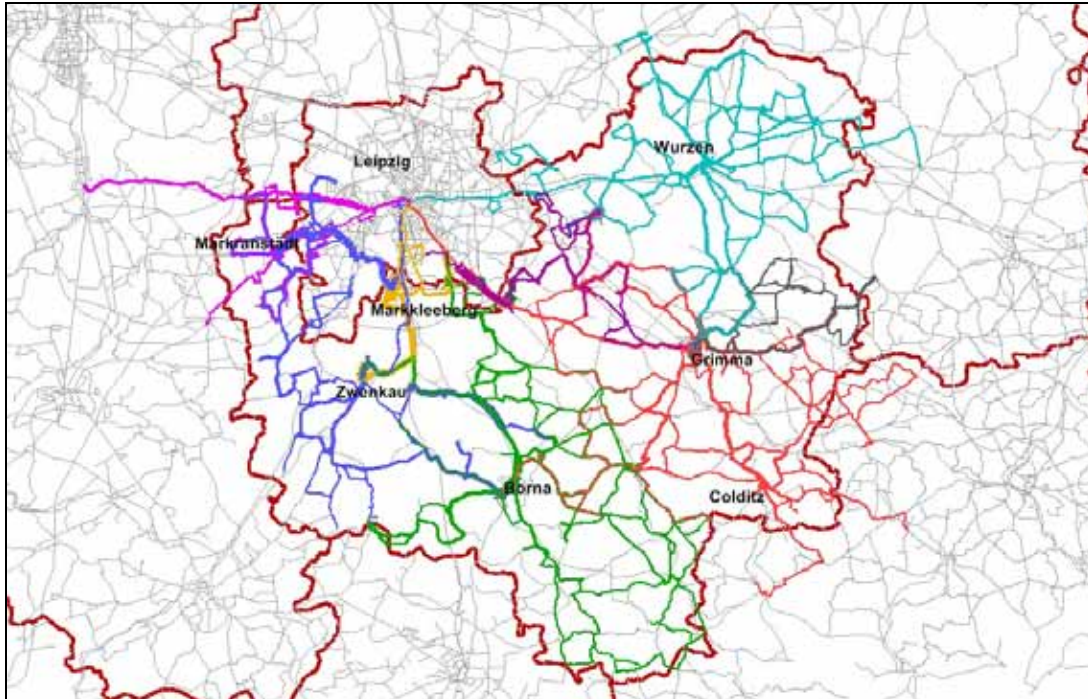 Leipzig
Wurzen
Markranstädt
Markkleeberg
Grimma
Zwenkau
Borna
Colditz